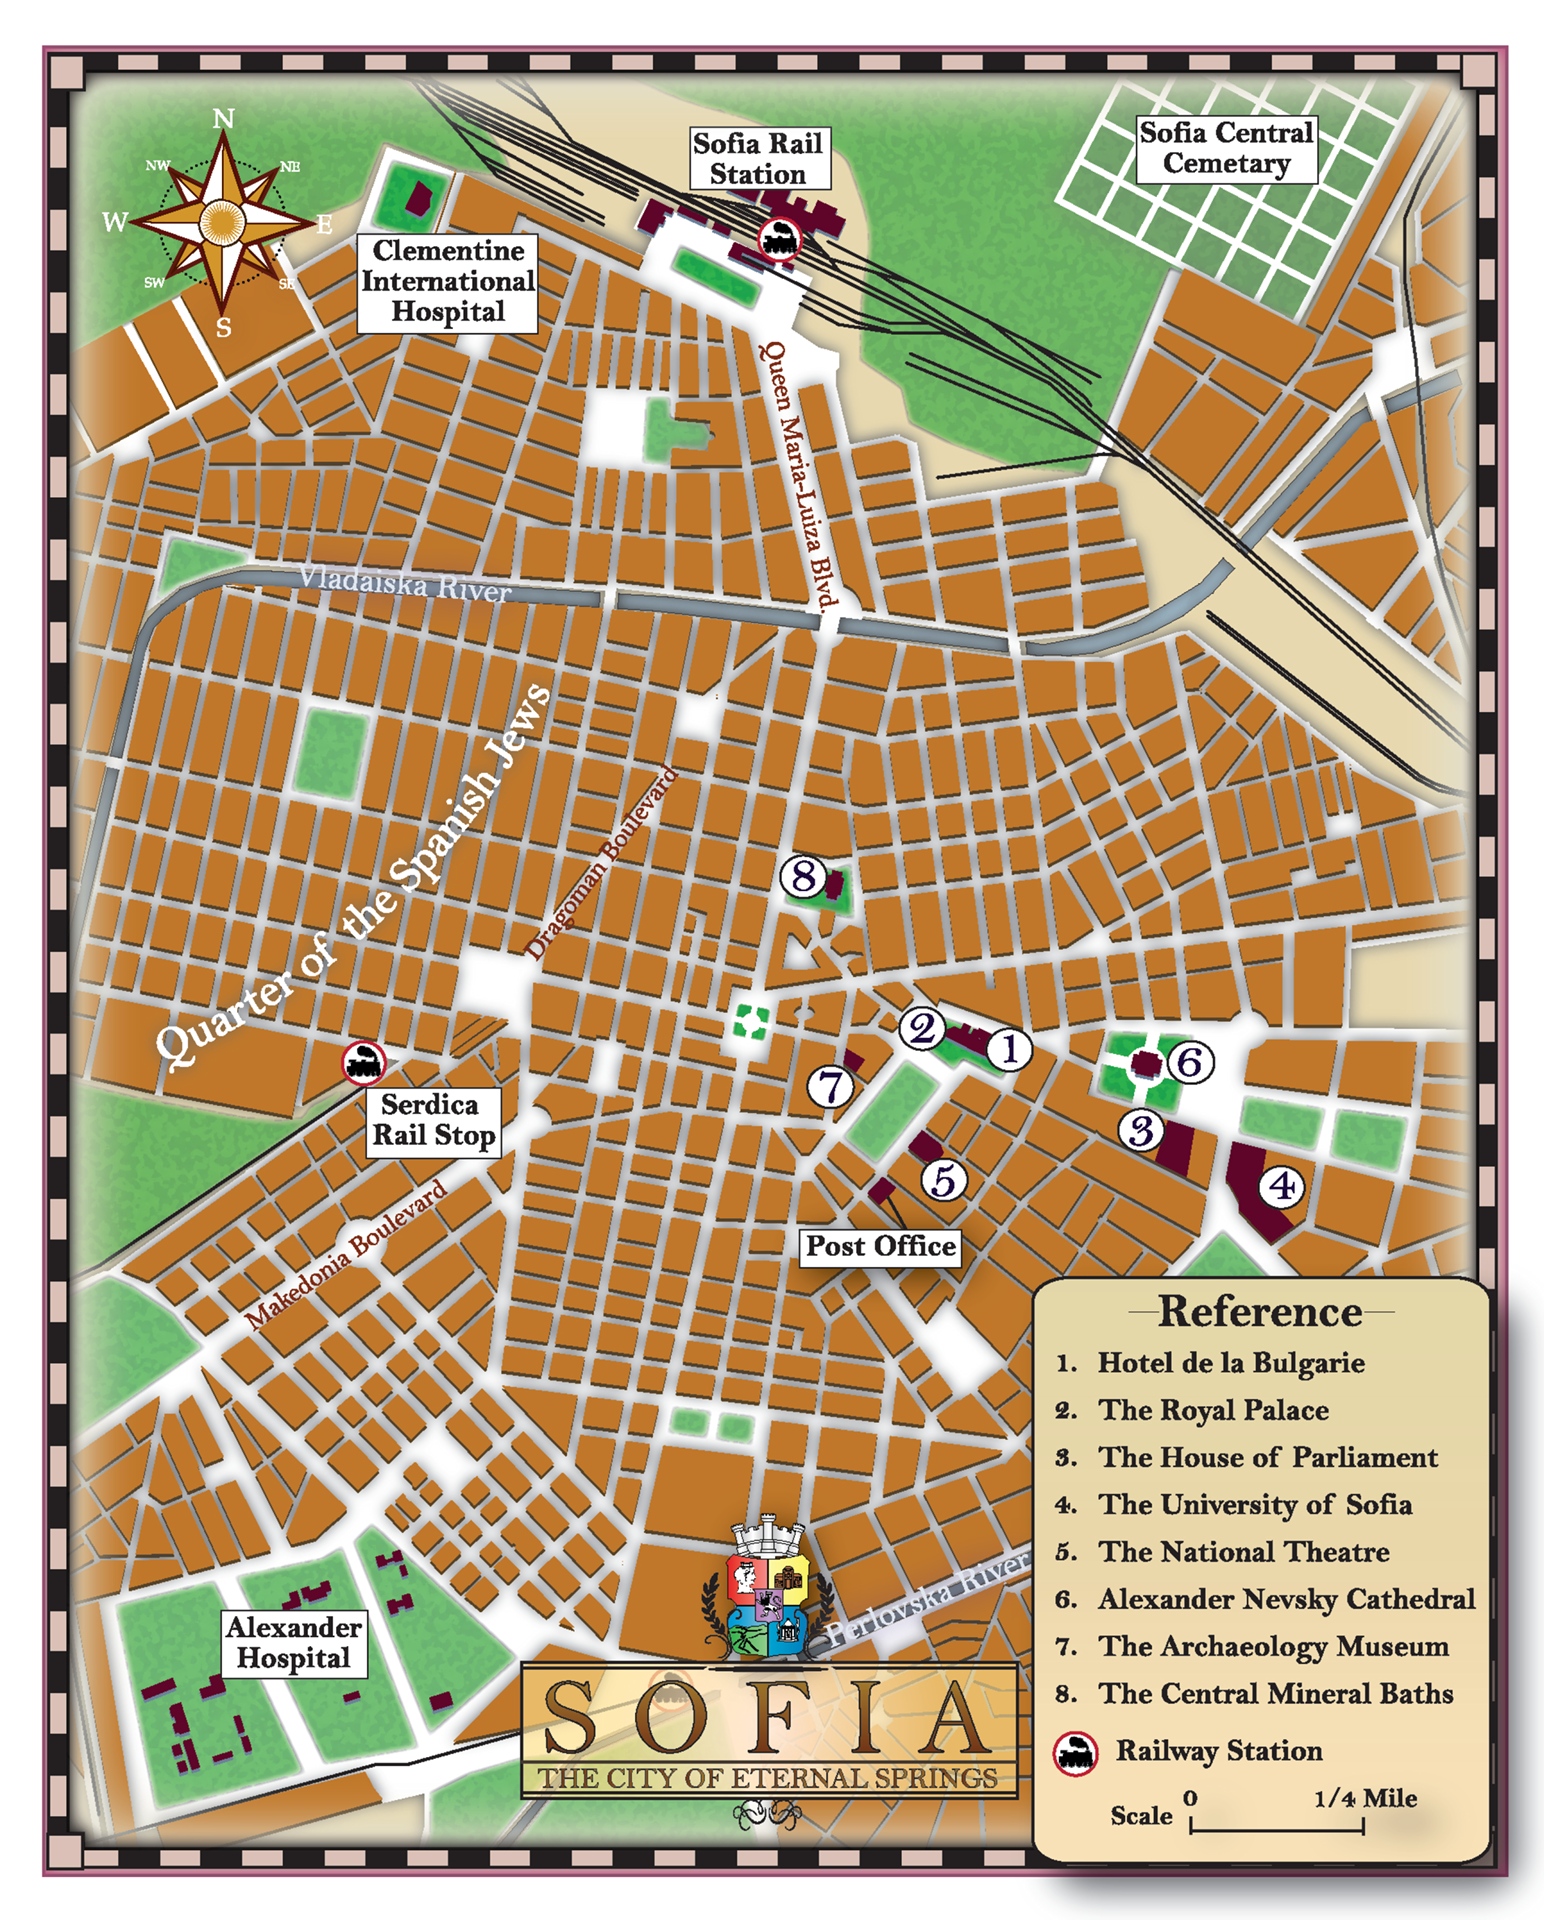 N
NW
NE
W
E
SW
SE
S
Sofia Rail
Station
Sofia Central
Cemetary
Clementine
International
Hospital
Queen Maria-Luiza Blvd.
Vladaiska River
Quarter of the Spanish Jews
Dragoman Boulevard
8
2
1
7
6
3
5
4
Serdica
Rail Stop
Makedonia Boulevard
Post Office
Alexander
Hospital
Perlovska River
SOFIA
THE CITY OF ETERNAL SPRINGS
Reference
1. Hotel de la Bulgarie
2. The Royal Palace
3. The House of Parliament
4. The University of Sofia
5. The National Theatre
6. Alexander Nevsky Cathedral
7. The Archaeology Museum
8. The Central Mineral Baths
Railway Station
Scale 0 1/4 Mile